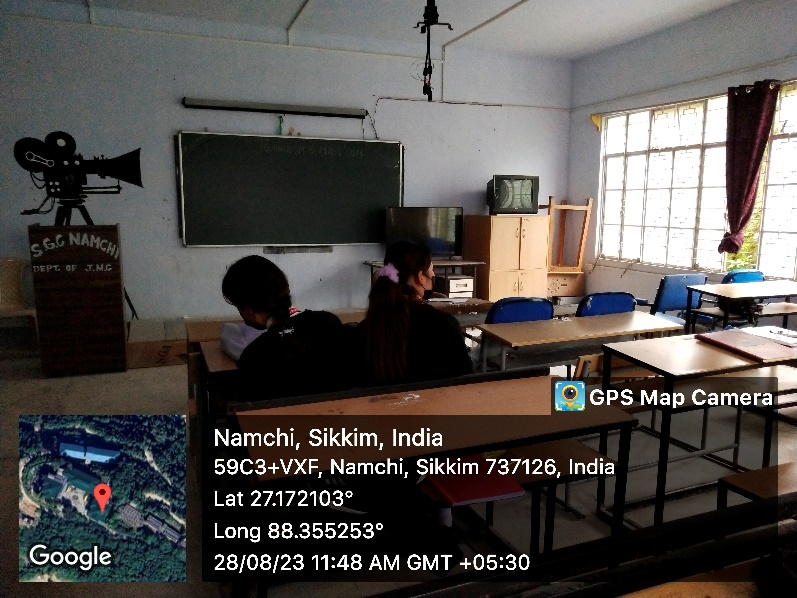 S.G.C NAMCHI
DEPT. OF J.M.C
GPS Map Camera
Namchi, Sikkim, India
59C3+VXF, Namchi, Sikkim 737126, India
Lat 27.172103°
Long 88.355253°
28/08/23 11:48 AM GMT +05:30
Google